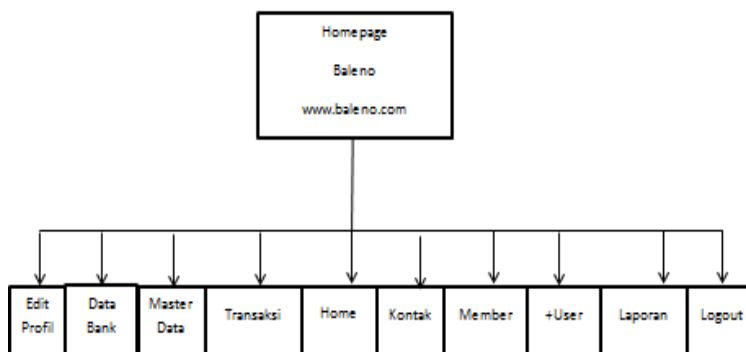 Homepage
Baleno
www.baleno.com
Edit
Profil
Data
Bank
Master
Data
Transaksi
Home
Kontak
Member
+User
Laporan
Logout